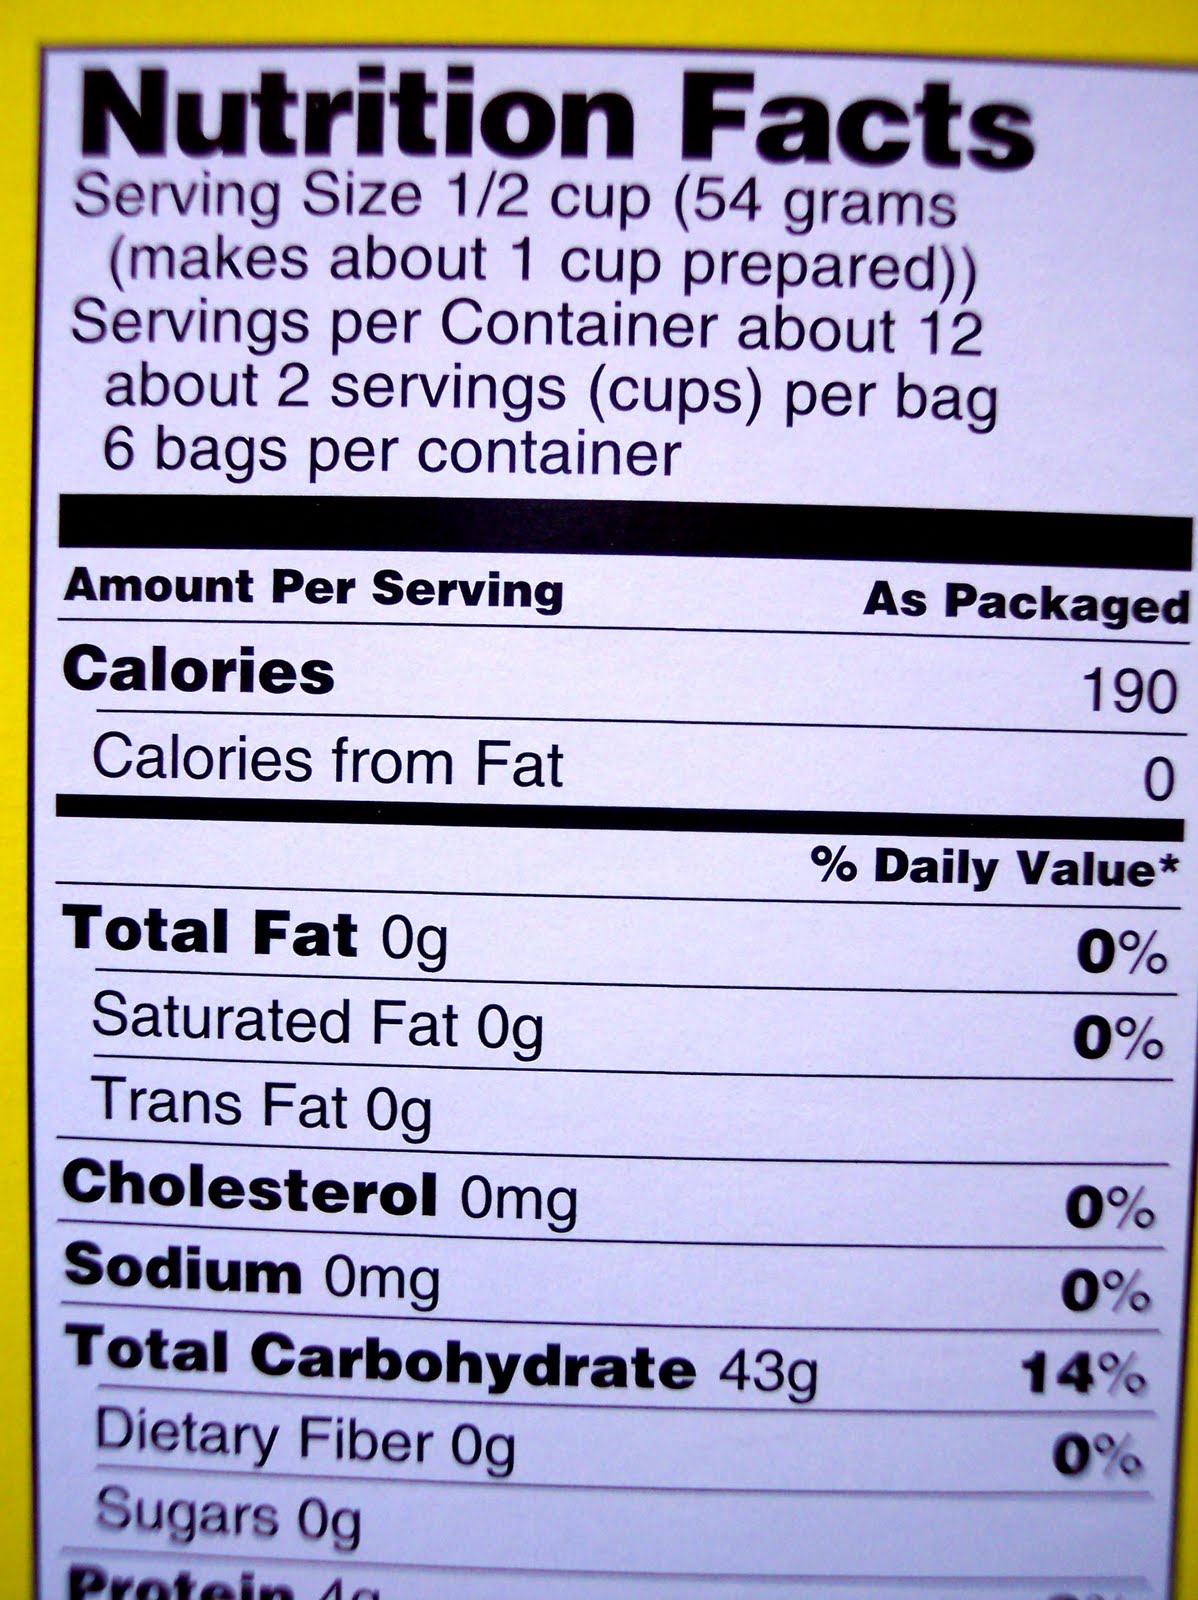 Nutrition Facts
Serving Size 1/2 cup (54 grams
(makes about 1 cup prepared))
Servings per Container about 12
about 2 servings (cups) per bag
6 bags per container
Amount Per Serving As Packaged
Calories 190
Calories from Fat 0
% Daily Value*
Total Fat 0g 0%
Saturated Fat 0g 0%
Trans Fat 0g
Cholesterol 0mg 0%
Sodium 0mg 0%
Total Carbohydrate 43g 14%
Dietary Fiber 0g 0%
Sugars 0g
Protein 4g